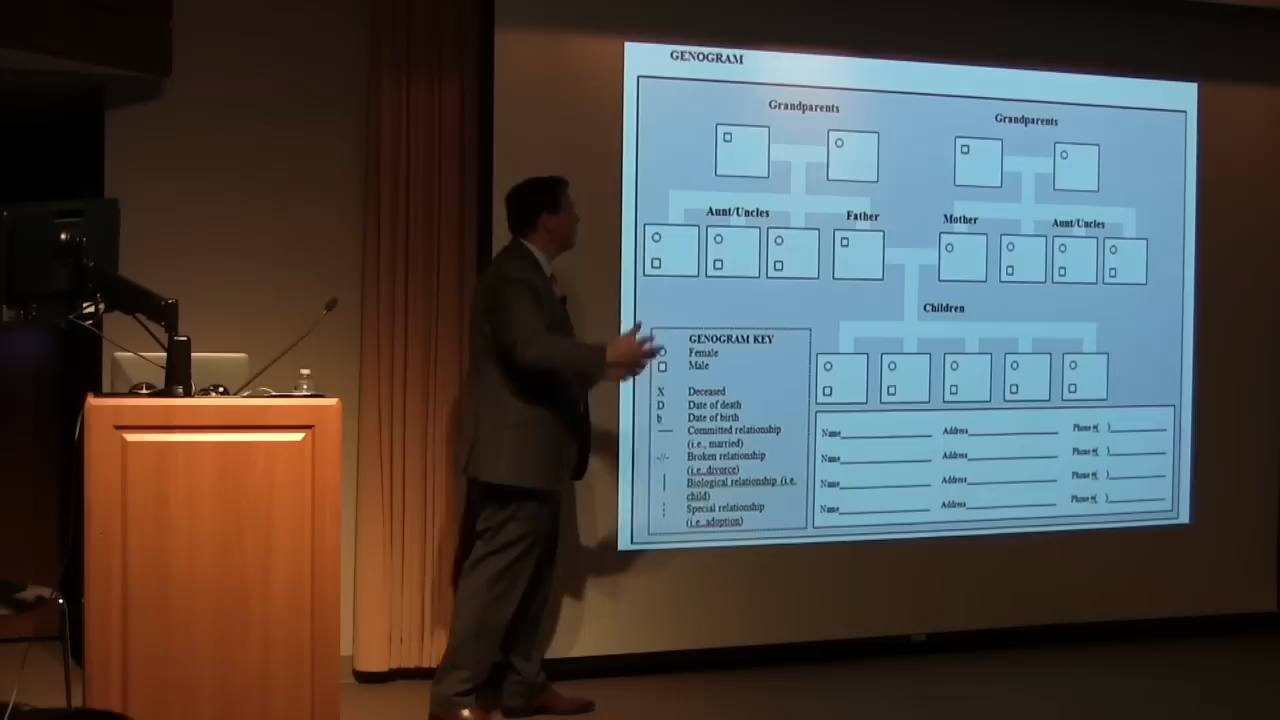 GENOGRAM
Grandparents
Grandparents
Aunt/Uncles
Father
Mother
Aunt/Uncles
Children
GENOGRAM KEY
Female
Male
X Deceased
D Date of death
b Date of birth
Committed relationship
(i.e., married)
-//- Broken relationship
(i.e..divorce)
Biological relationship (i.e.
child)
Special relationship
(i.e..adoption)
Name Address Phone #( )
Name Address Phone #( )
Name Address Phone #( )
Name Address Phone #( )